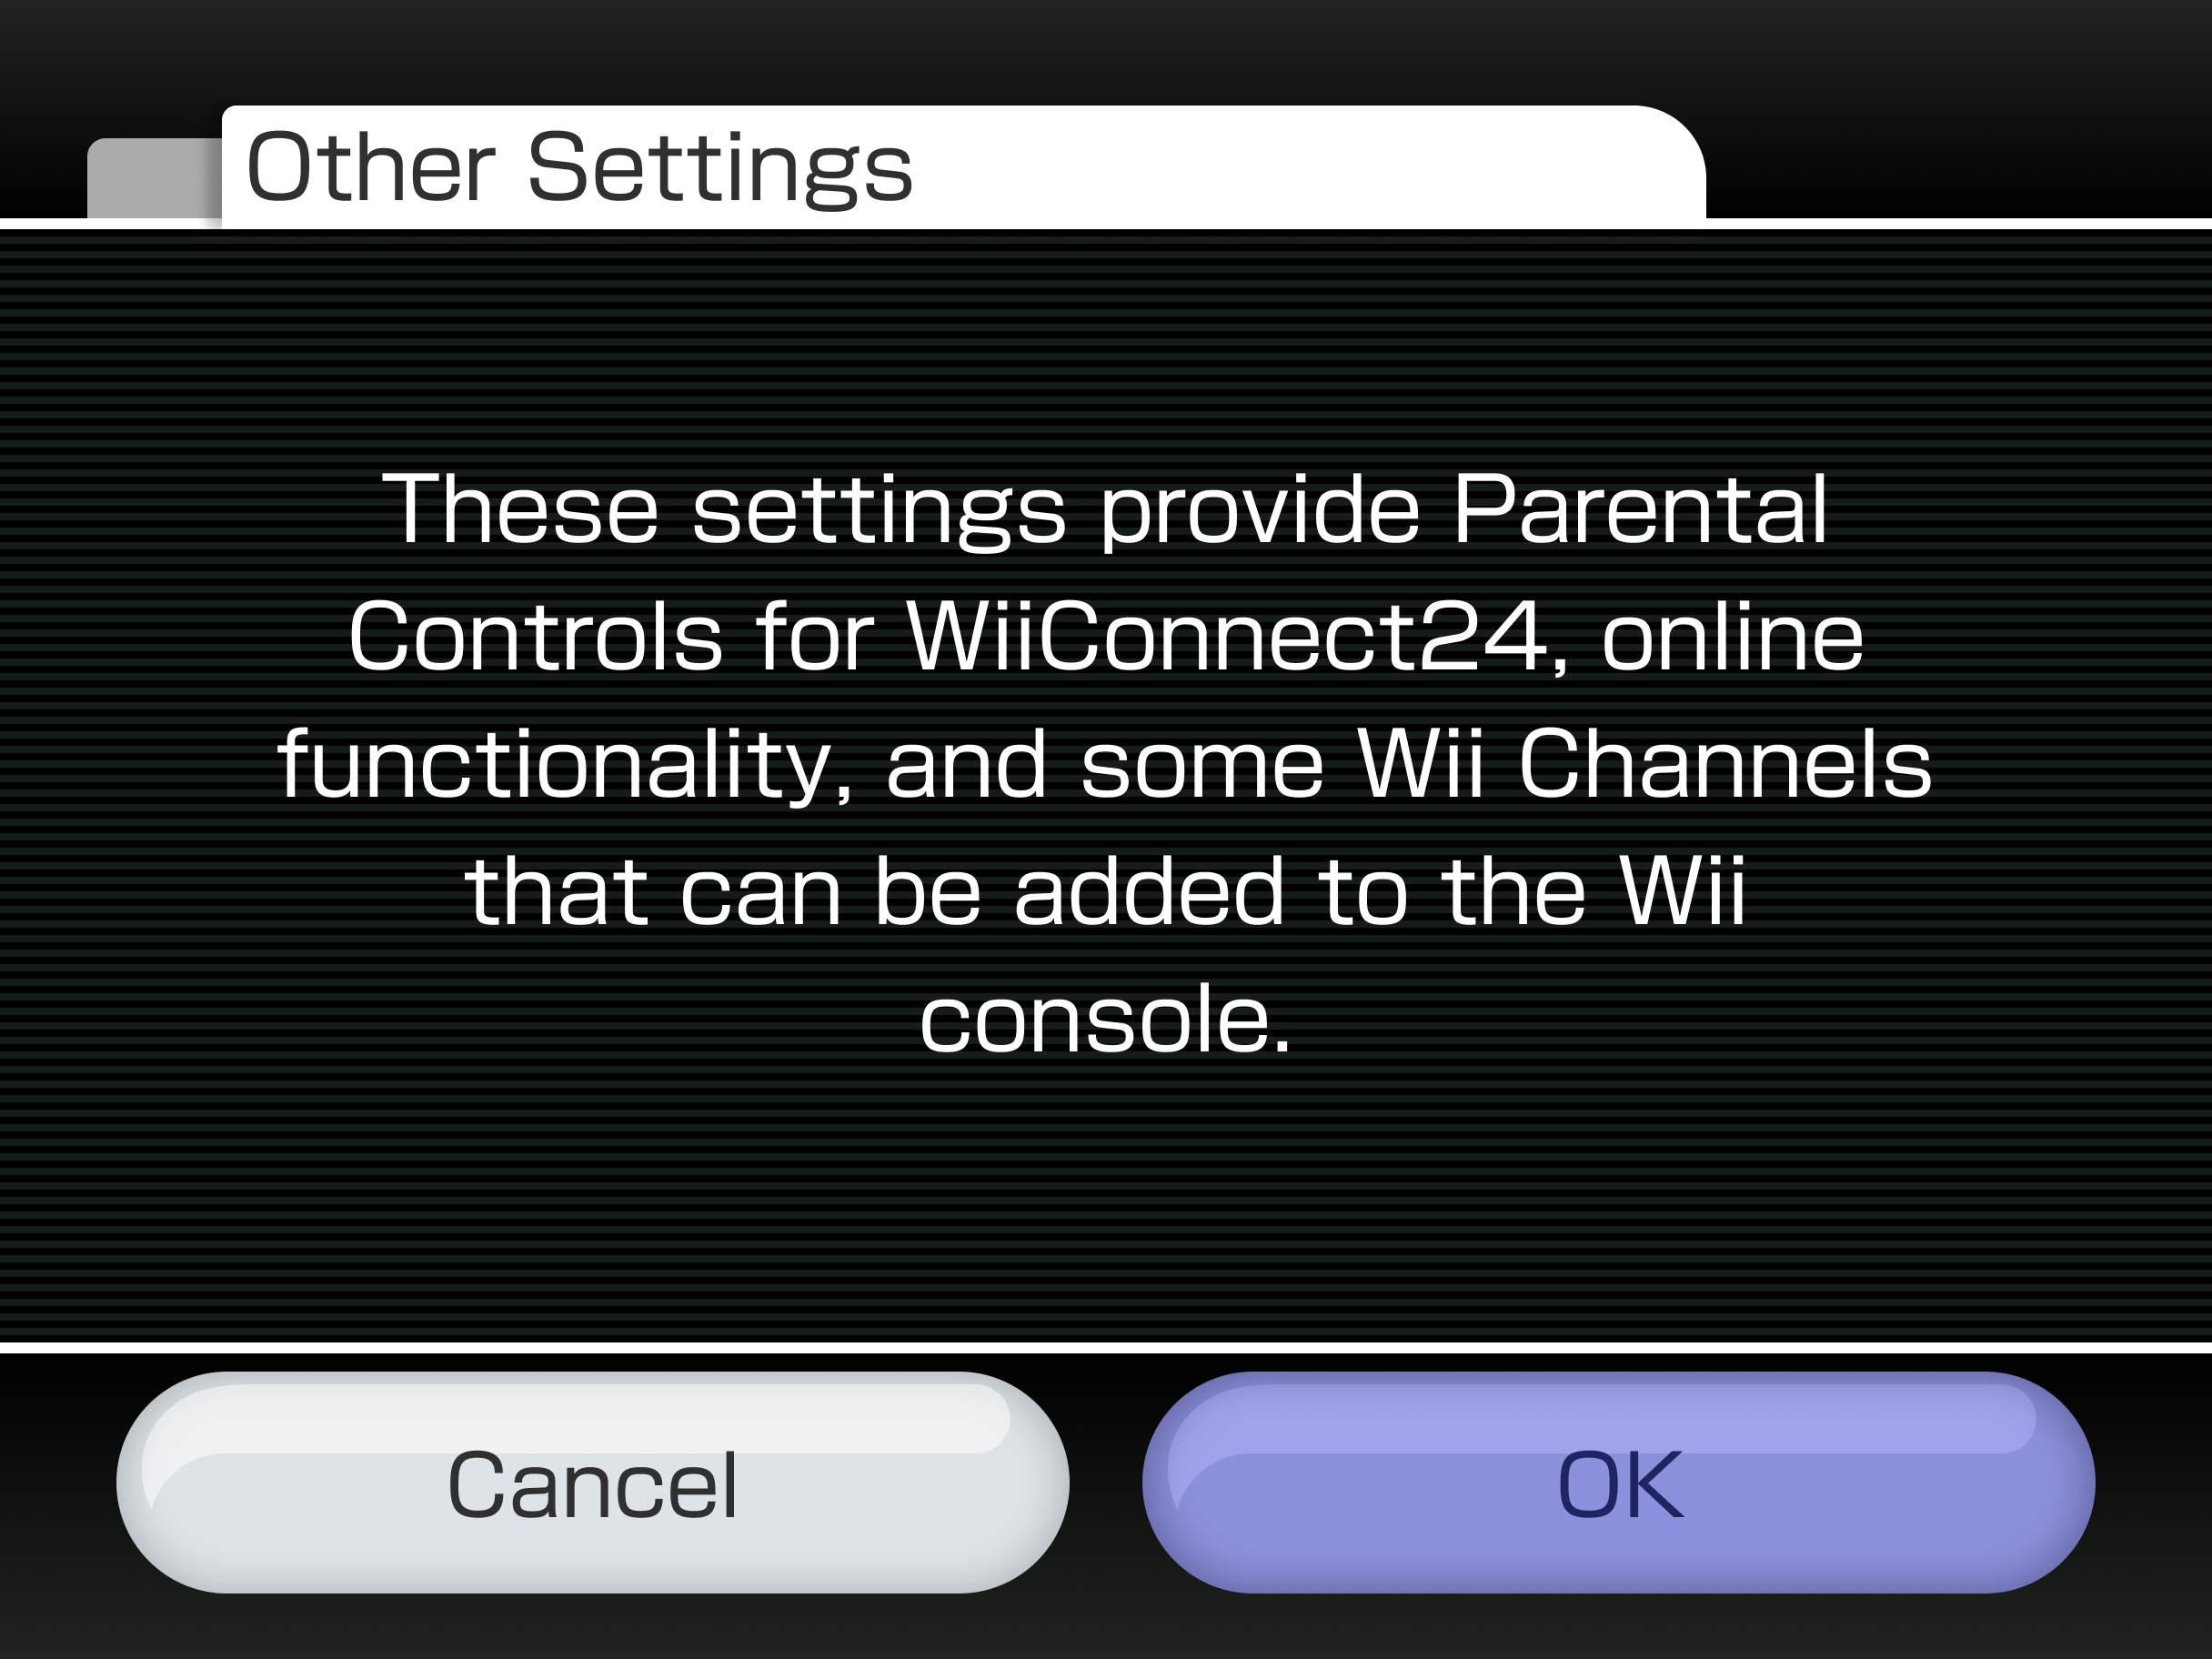 Other Settings
These settings provide Parental
Controls for WiiConnect24, online
functionality, and some Wii Channels
that can be added to the Wii
console.
Cancel
OK